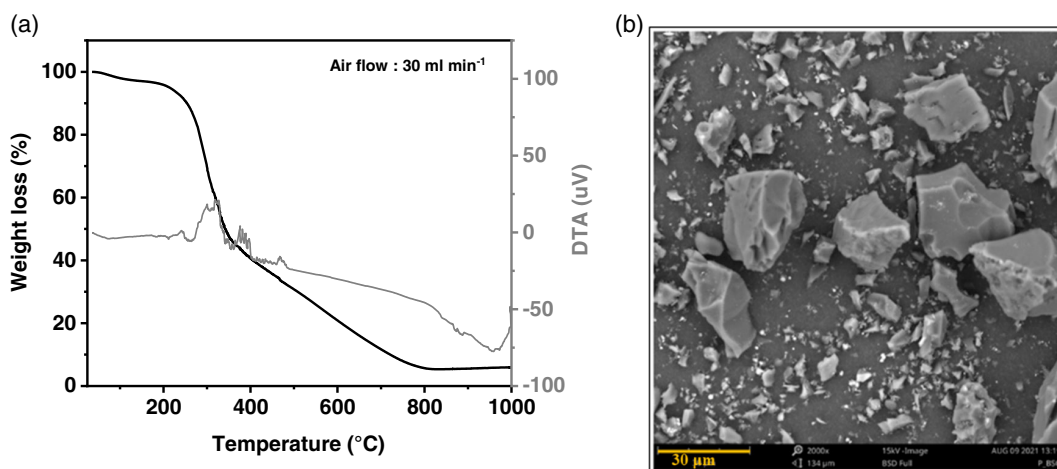 (a)
Air flow : 30 ml min⁻¹
Weight loss (%)
100
80
60
40
20
0
200
400
600
800
1000
Temperature (°C)
100
50
0
-50
-100
DTA (uV)
(b)
30 µm
2000x
134 µm
15kV -Image
BSD Full
AUG 09 2021 13:1
P_BS